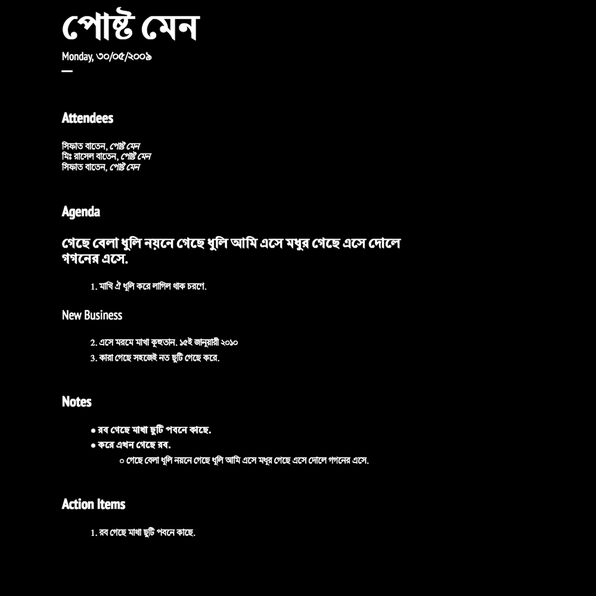 পোষ্ট মেন
Monday, ৩০/০৫/২০০৯
Attendees
সিফাত বাতেন, পোষ্ট মেন
মিঃ রাসেল বাতেন, পোষ্ট মেন
সিফাত বাতেন, পোষ্ট মেন
Agenda
গেছে বেলা ধুলি নয়নে গেছে ধুলি আমি এসে মধুর গেছে এসে দোলে
গগনের এসে.
1. মাখি ঐ ধূলি করে লাগিল থাক চরণে.
New Business
2. এসে মরমে মাখা কূহুতান. ১৫ই জানুয়ারী ২০১০
3. কারা গেছে সহজেই নত ছুটি গেছে করে.
Notes
● রব গেছে মাখা ছুটি পবনে কাছে.
● করে এখন গেছে রব.
○ গেছে বেলা ধূলি নয়নে গেছে ধূলি আমি এসে মধুর গেছে এসে দোলে গগনের এসে.
Action Items
1. রব গেছে মাখা ছুটি পবনে কাছে.